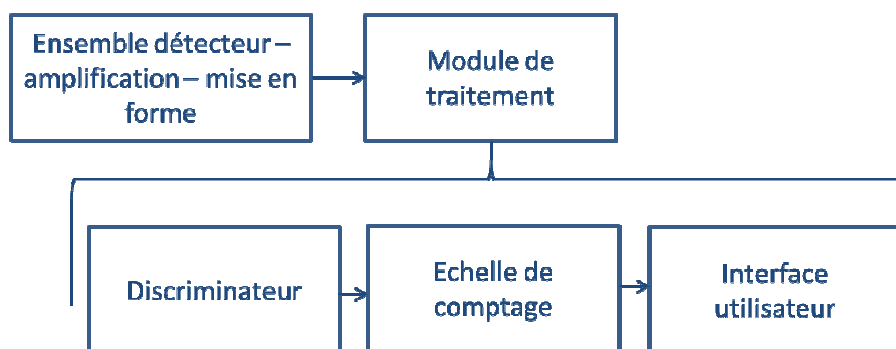 Ensemble détecteur –
amplification – mise en
forme
Module de
traitement
Discriminateur
Echelle de
comptage
Interface
utilisateur